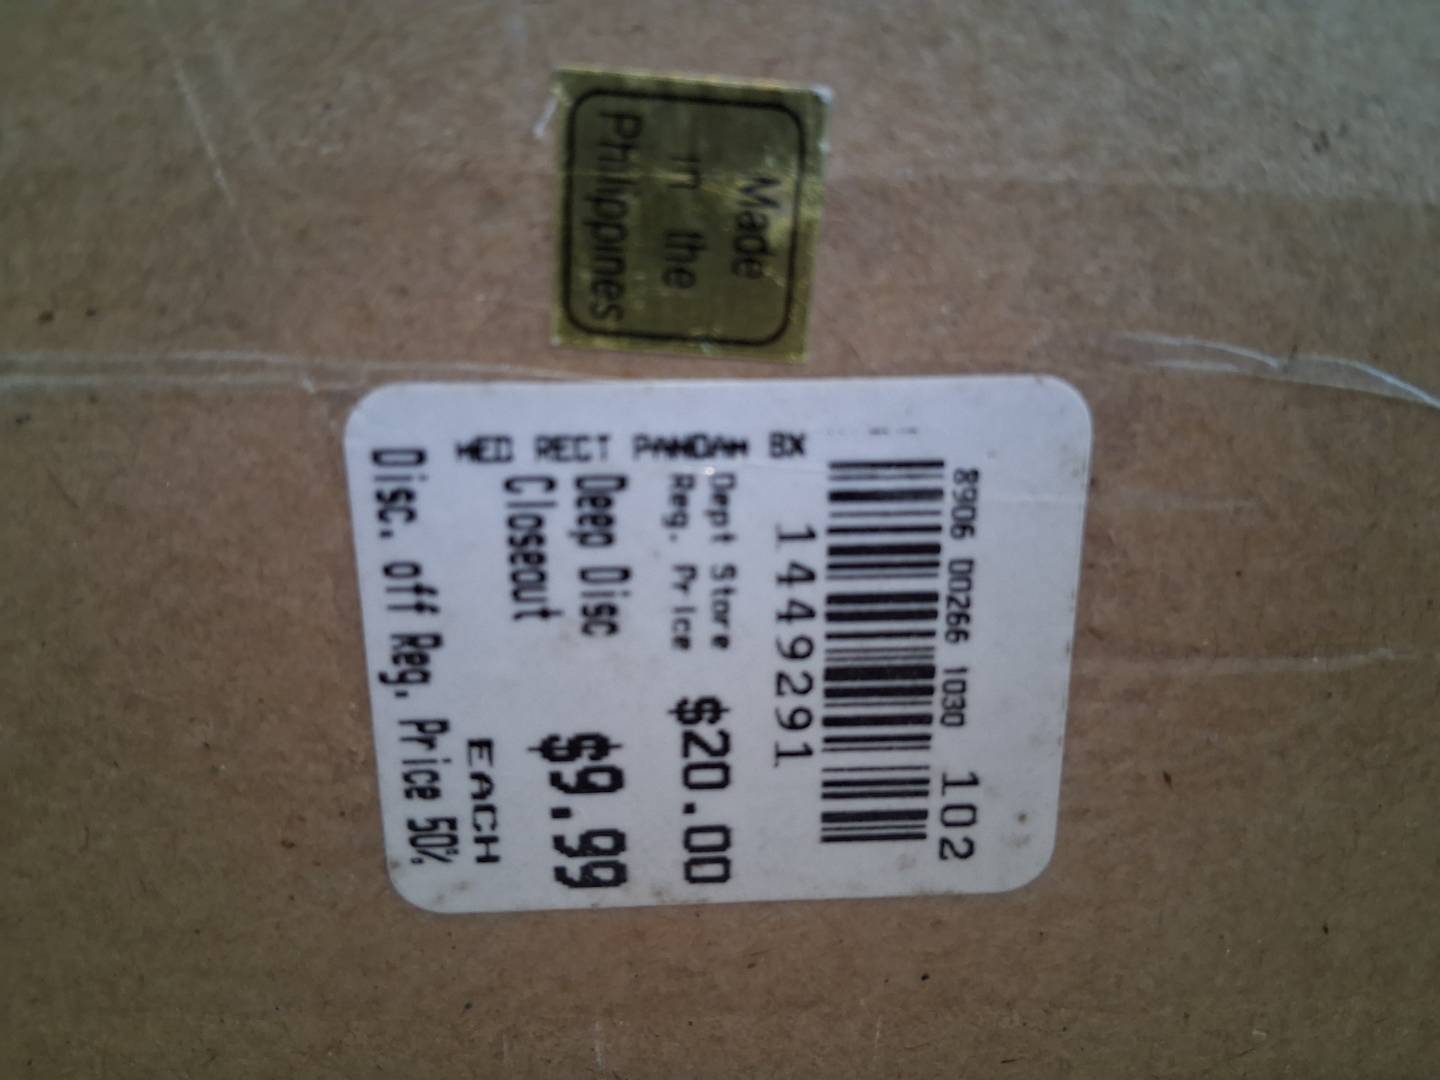 Made
in the
Philippines
8906 D0266 1030 102
1449291
Dept Store
Reg. Price $20.00
Deep Disc
Closeout $9.99
EACH
Disc. off Reg. Price 50%
MED RECT PANDAN BX